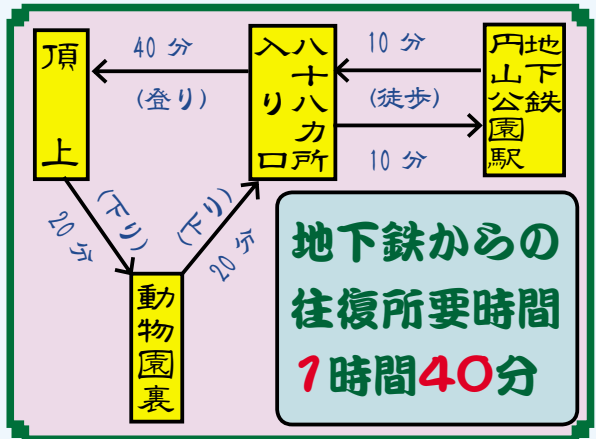 頂上
40分
(登り)
八十八カ所
入り口
10分
(徒歩)
10分
地下鉄
円山公園駅
(下り)
20分
(下り)
20分
動物園裏
地下鉄からの
往復所要時間
1時間40分